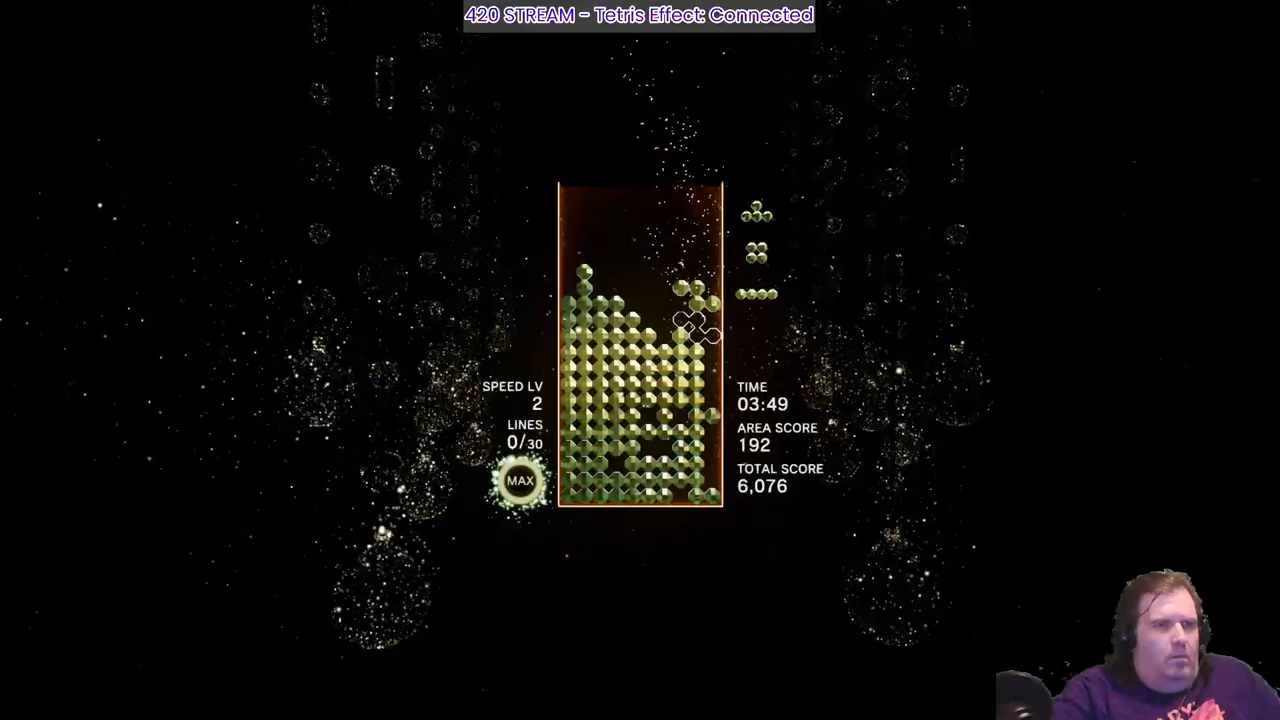 420 STREAM - Tetris Effect: Connected
SPEED LV
2
LINES
0/30
MAX
TIME
03:49
AREA SCORE
192
TOTAL SCORE
6,076